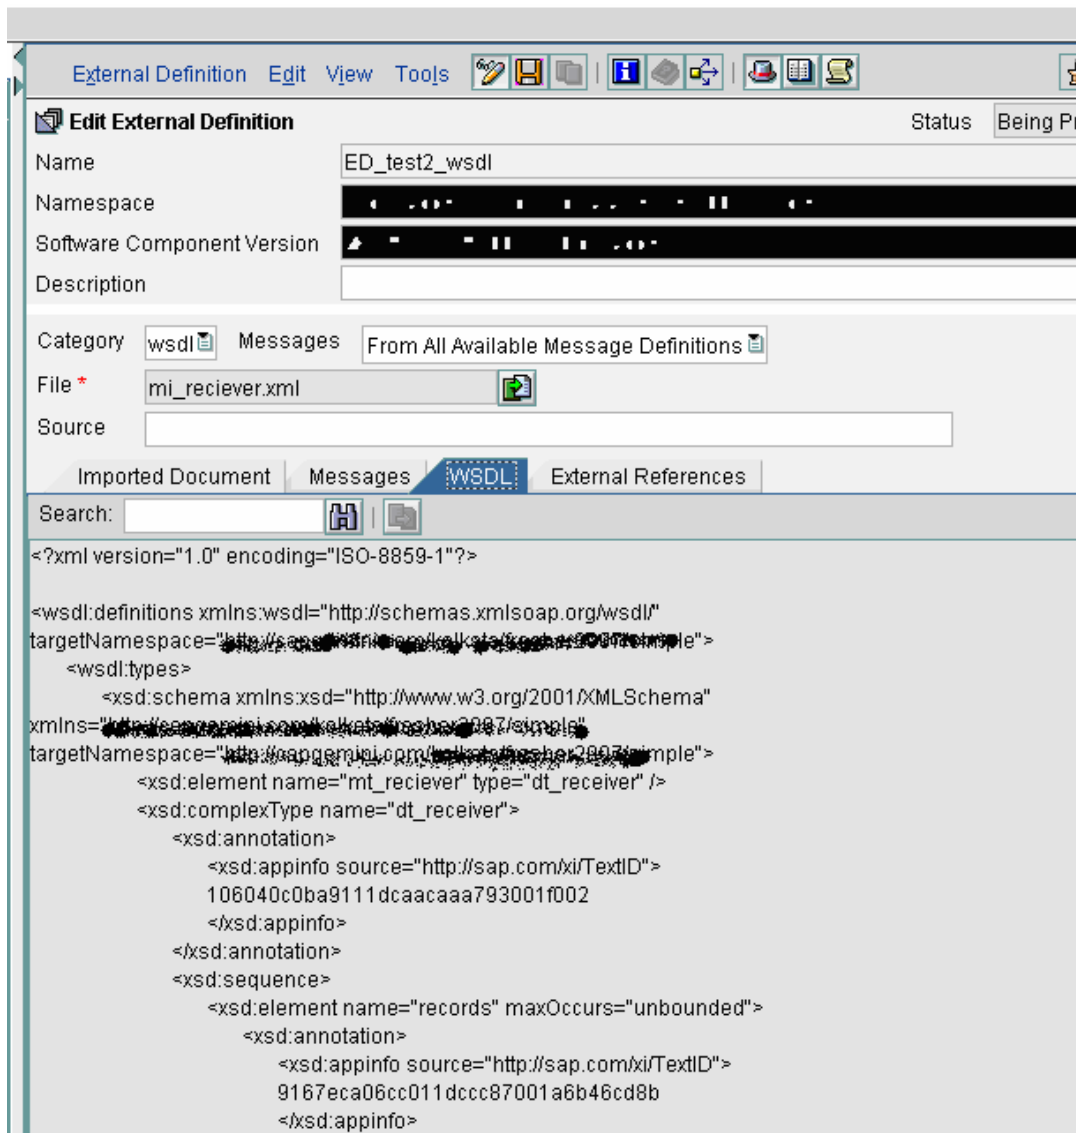 External Definition Edit View Tools
Edit External Definition Status Being Pr
Name ED_test2_wsdl
Namespace
Software Component Version
Description
Category wsdl Messages From All Available Message Definitions
File * mi_reciever.xml
Source
Imported Document Messages WSDL External References
Search:
<?xml version="1.0" encoding="ISO-8859-1"?>
<wsdl:definitions xmlns:wsdl="http://schemas.xmlsoap.org/wsdl/"
targetNamespace="
<wsdl:types>
<xsd:schema xmlns:xsd="http://www.w3.org/2001/XMLSchema"
xmlns="
targetNamespace="
<xsd:element name="mt_reciever" type="dt_receiver" />
<xsd:complexType name="dt_receiver">
<xsd:annotation>
<xsd:appinfo source="http://sap.com/xi/TextID">
106040c0ba9111dcaacaaa793001f002
</xsd:appinfo>
</xsd:annotation>
<xsd:sequence>
<xsd:element name="records" maxOccurs="unbounded">
<xsd:annotation>
<xsd:appinfo source="http://sap.com/xi/TextID">
9167eca06cc011dccc87001a6b46cd8b
</xsd:appinfo>